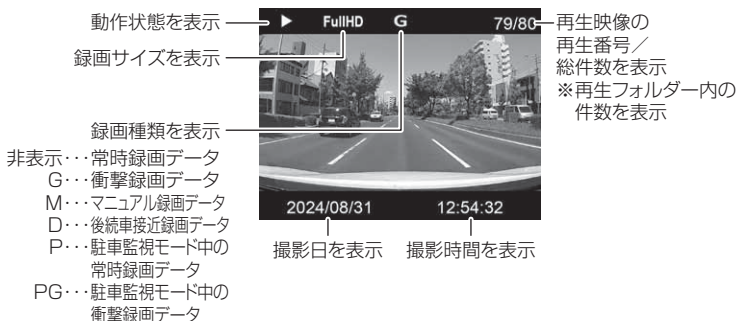 動作状態を表示
録画サイズを表示
録画種類を表示
非表示･･･常時録画データ
G･･･衝撃録画データ
M･･･マニュアル録画データ
D･･･後続車接近録画データ
P･･･駐車監視モード中の
常時録画データ
PG･･･駐車監視モード中の
衝撃録画データ
FullHD G 79/80
2024/08/31 12:54:32
撮影日を表示 撮影時間を表示
再生映像の
再生番号／
総件数を表示
※再生フォルダー内の
件数を表示